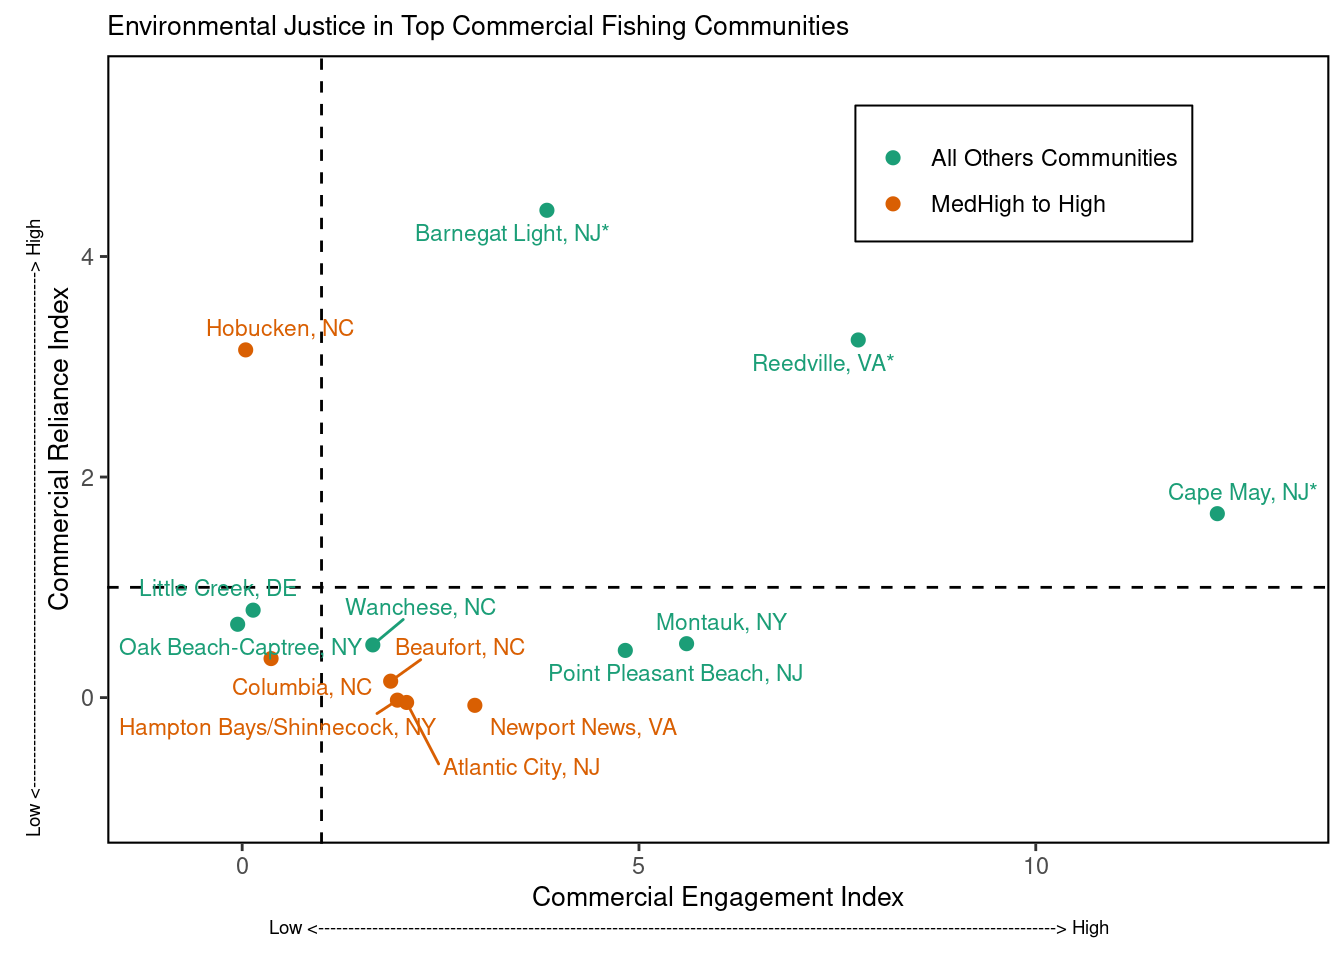 Environmental Justice in Top Commercial Fishing Communities
All Others Communities
MedHigh to High
Barnegat Light, NJ*
Hobucken, NC
Reedville, VA*
Cape May, NJ*
Little Creek, DE
Wanchese, NC
Montauk, NY
Oak Beach-Captree, NY
Beaufort, NC
Point Pleasant Beach, NJ
Columbia, NC
Hampton Bays/Shinnecock, NY
Newport News, VA
Atlantic City, NJ
4
2
0
Commercial Reliance Index
Low <---------------------------------------------------------------------------------------> High
0
5
10
Commercial Engagement Index
Low <---------------------------------------------------------------------------------------------------------------------------> High